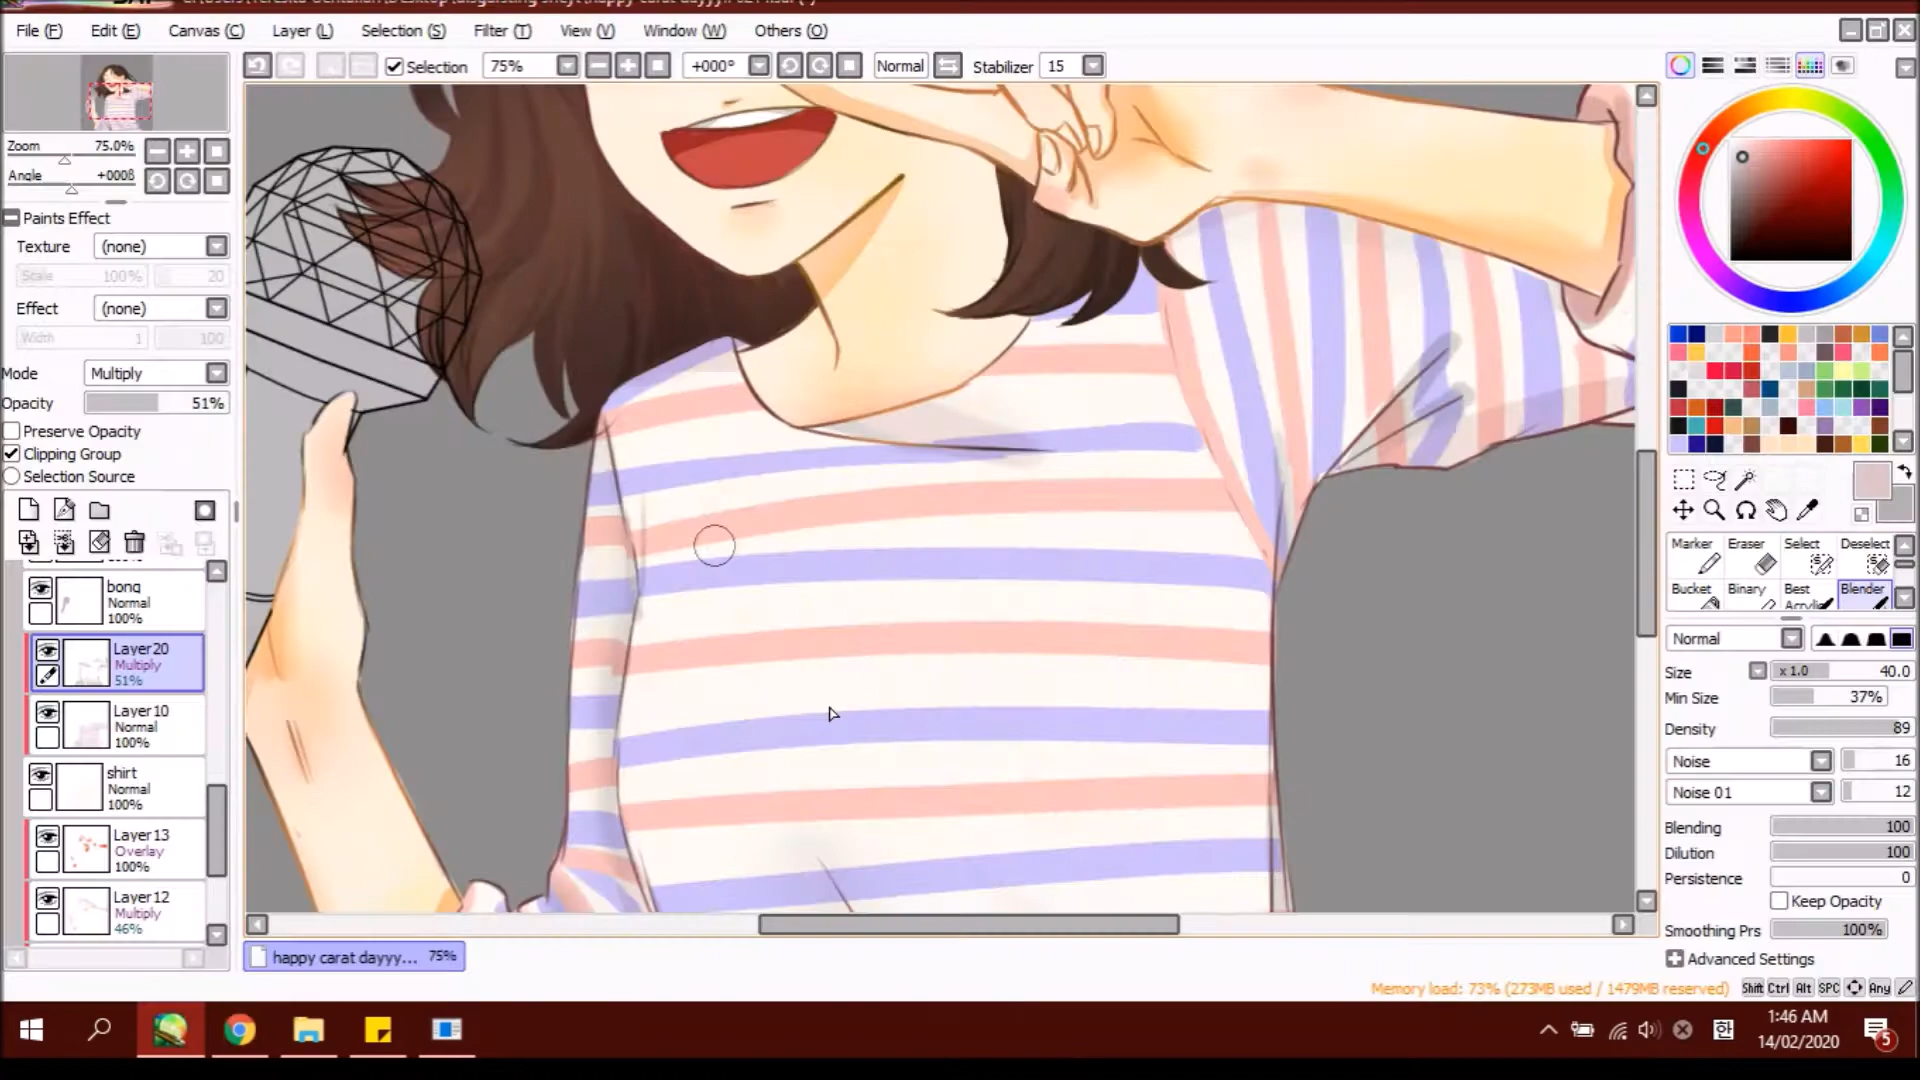 File (F)
Edit (E)
Canvas (C)
Layer (L)
Selection (S)
Filter (T)
View (V)
Window (W)
Others (O)
Selection
75%
+000°
Normal
Stabilizer
15
Zoom
75.0%
Angle
Paints Effect
Texture
(none)
Scale
100%
20
Effect
(none)
Width
1
100
Mode
Multiply
Opacity
51%
Preserve Opacity
Clipping Group
Selection Source
bong
Normal
100%
Layer20
Multiply
51%
Layer10
Normal
100%
shirt
Normal
100%
Layer13
Overlay
100%
Layer12
Multiply
46%
happy carat dayyy...
75%
Marker
Eraser
Select
Deselect
Bucket
Binary
Best
Acrylic
Blender
Normal
Size
x 1.0
40.0
Min Size
37%
Density
89
Noise
16
Noise 01
12
Blending
100
Dilution
100
Persistence
0
Keep Opacity
Smoothing Prs
100%
Advanced Settings
Memory load: 73% (273MB used / 1479MB reserved)
Shift
Ctrl
Alt
SPC
Any
한
1:46 AM
14/02/2020
5